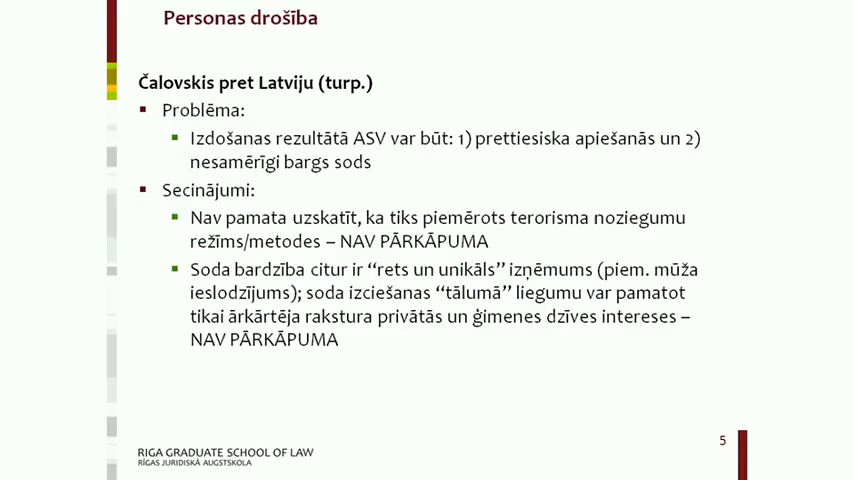 Personas drošība
Čalovskis pret Latviju (turp.)
Problēma:
Izdošanas rezultātā ASV var būt: 1) prettiesiska apiešanās un 2)
nesamērīgi bargs sods
Secinājumi:
Nav pamata uzskatīt, ka tiks piemērots terorisma noziegumu
režīms/metodes – NAV PĀRKĀPUMA
Soda bardzība citur ir “rets un unikāls” izņēmums (piem. mūža
ieslodzījums); soda izciešanas “tālumā” liegumu var pamatot
tikai ārkārtēja rakstura privātās un ģimenes dzīves intereses –
NAV PĀRKĀPUMA
5
RIGA GRADUATE SCHOOL OF LAW
RĪGAS JURIDISKĀ AUGSTSKOLA